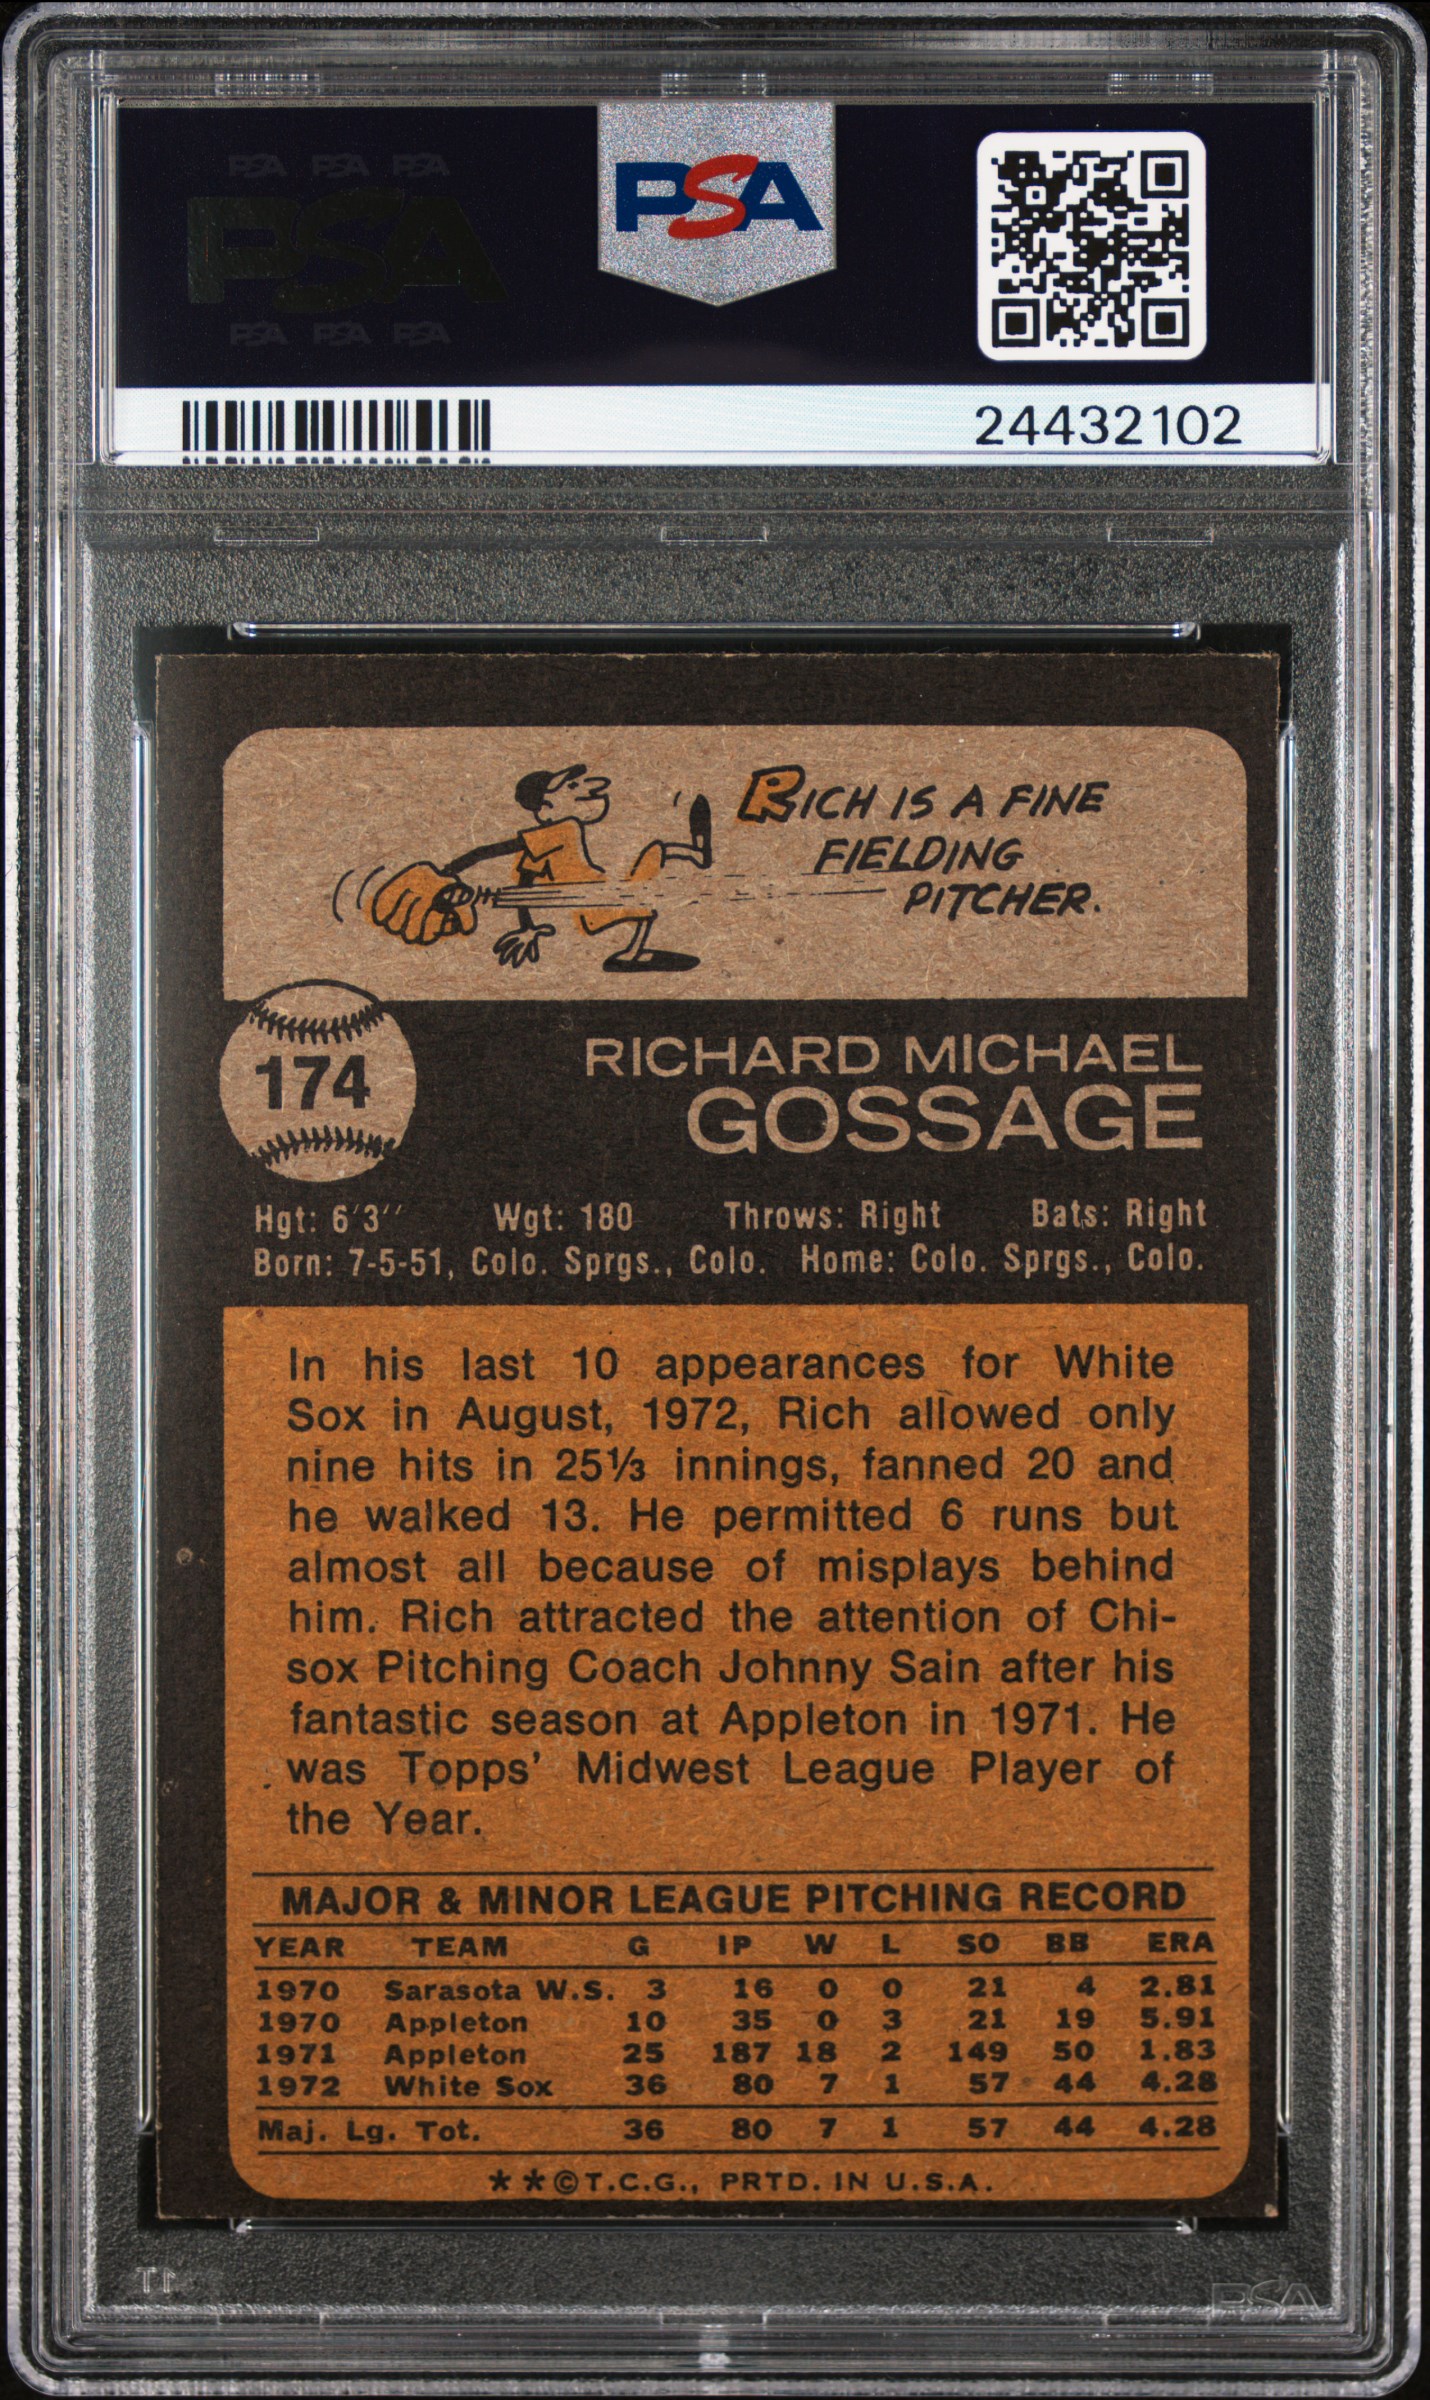 PSA PSA PSA
PSA
PSA PSA PSA
PSA
24432102
RICH IS A FINE
FIELDING
PITCHER.
174
RICHARD MICHAEL
GOSSAGE
Hgt: 6'3'' Wgt: 180 Throws: Right Bats: Right
Born: 7-5-51, Colo. Sprgs., Colo. Home: Colo. Sprgs., Colo.
In his last 10 appearances for White
Sox in August, 1972, Rich allowed only
nine hits in 25⅓ innings, fanned 20 and
he walked 13. He permitted 6 runs but
almost all because of misplays behind
him. Rich attracted the attention of Chi-
sox Pitching Coach Johnny Sain after his
fantastic season at Appleton in 1971. He
was Topps' Midwest League Player of
the Year.
MAJOR & MINOR LEAGUE PITCHING RECORD
YEAR TEAM G IP W L SO BB ERA
1970 Sarasota W.S. 3 16 0 0 21 4 2.81
1970 Appleton 10 35 0 3 21 19 5.91
1971 Appleton 25 187 18 2 149 50 1.83
1972 White Sox 36 80 7 1 57 44 4.28
Maj. Lg. Tot. 36 80 7 1 57 44 4.28
**©T.C.G., PRTD. IN U.S.A.
PSA